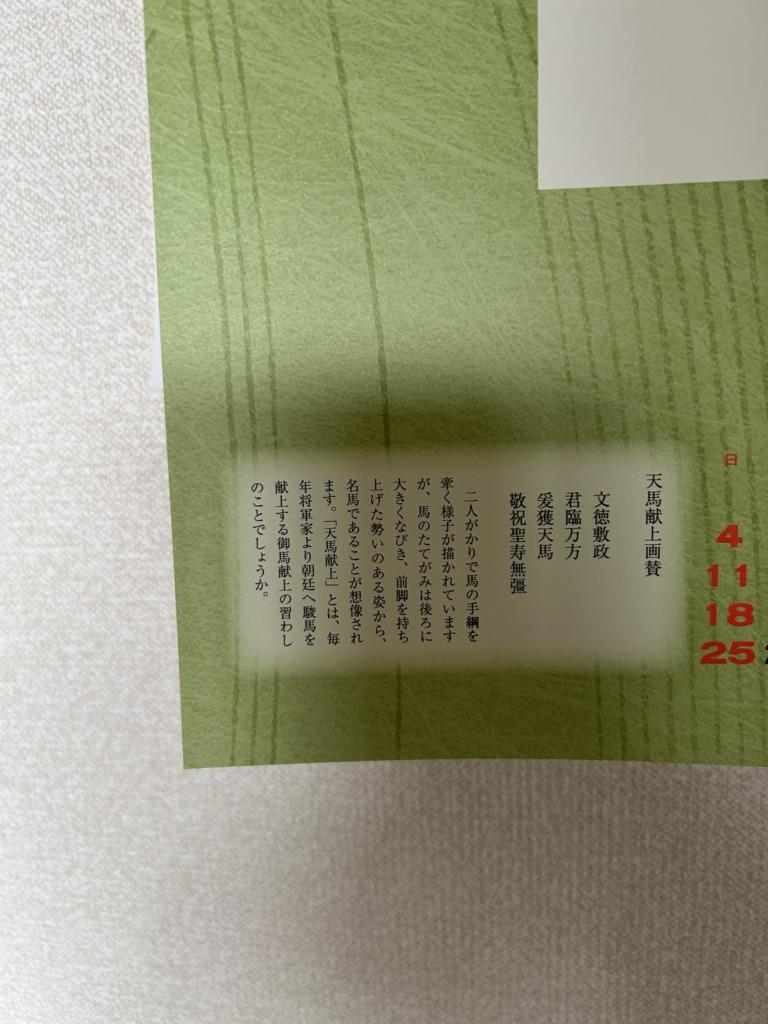 天馬献上画賛
文徳敷政
君臨万方
爰獲天馬
敬祝聖寿無彊
二人がかりで馬の手綱を
牽く様子が描かれています
が、馬のたてがみは後ろに
大きくなびき、前脚を持ち
上げた勢いのある姿から、
名馬であることが想像され
ます。「天馬献上」とは、毎
年将軍家より朝廷へ駿馬を
献上する御馬献上の習わし
のことでしょうか。
日
4
11
18
25